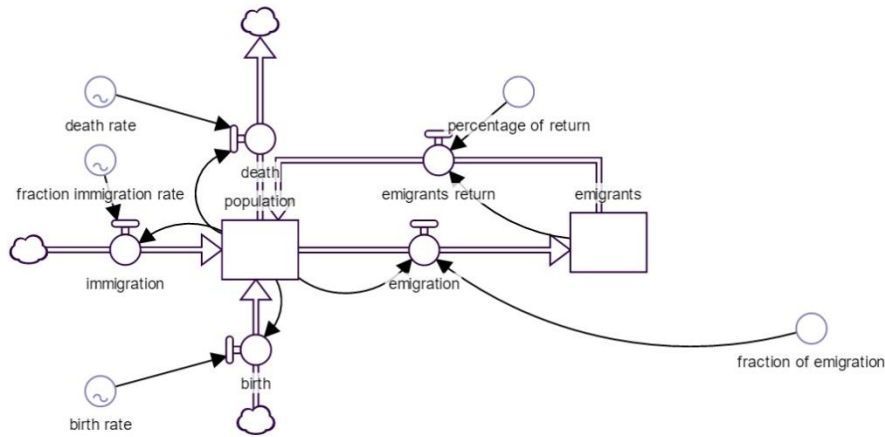 death rate
percentage of return
death
fraction immigration rate
emigrants return
emigrants
population
immigration
emigration
fraction of emigration
birth
birth rate